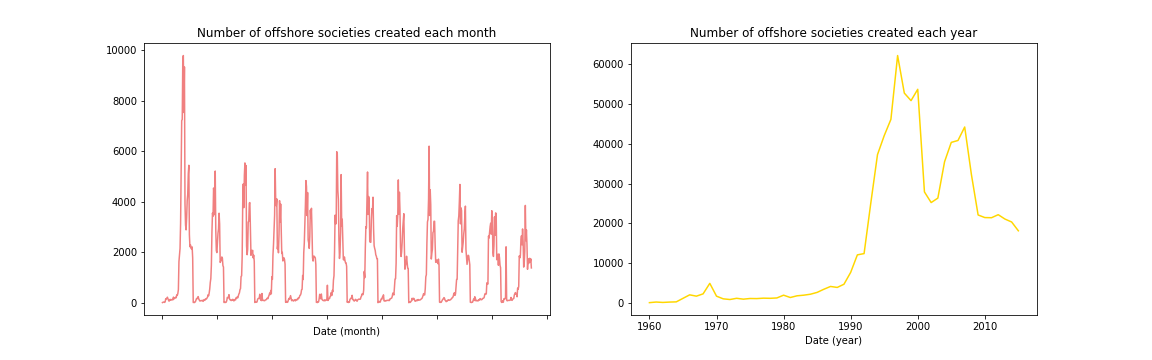 Number of offshore societies created each month
10000
8000
6000
4000
2000
0
Date (month)
Number of offshore societies created each year
60000
50000
40000
30000
20000
10000
0
1960 1970 1980 1990 2000 2010
Date (year)